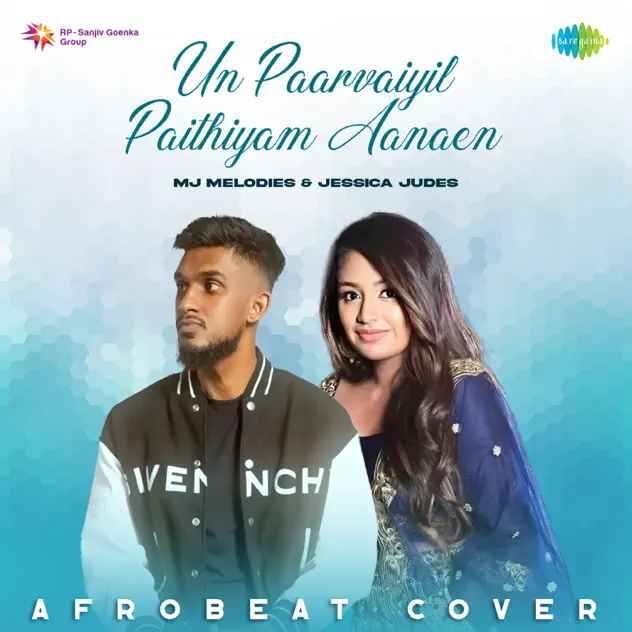 RP-Sanjiv Goenka
Group
saregama
Un Paarvaiyil
Paithiyam Aanaen
MJ MELODIES & JESSICA JUDES
IVEN NCH
AFROBEAT COVER